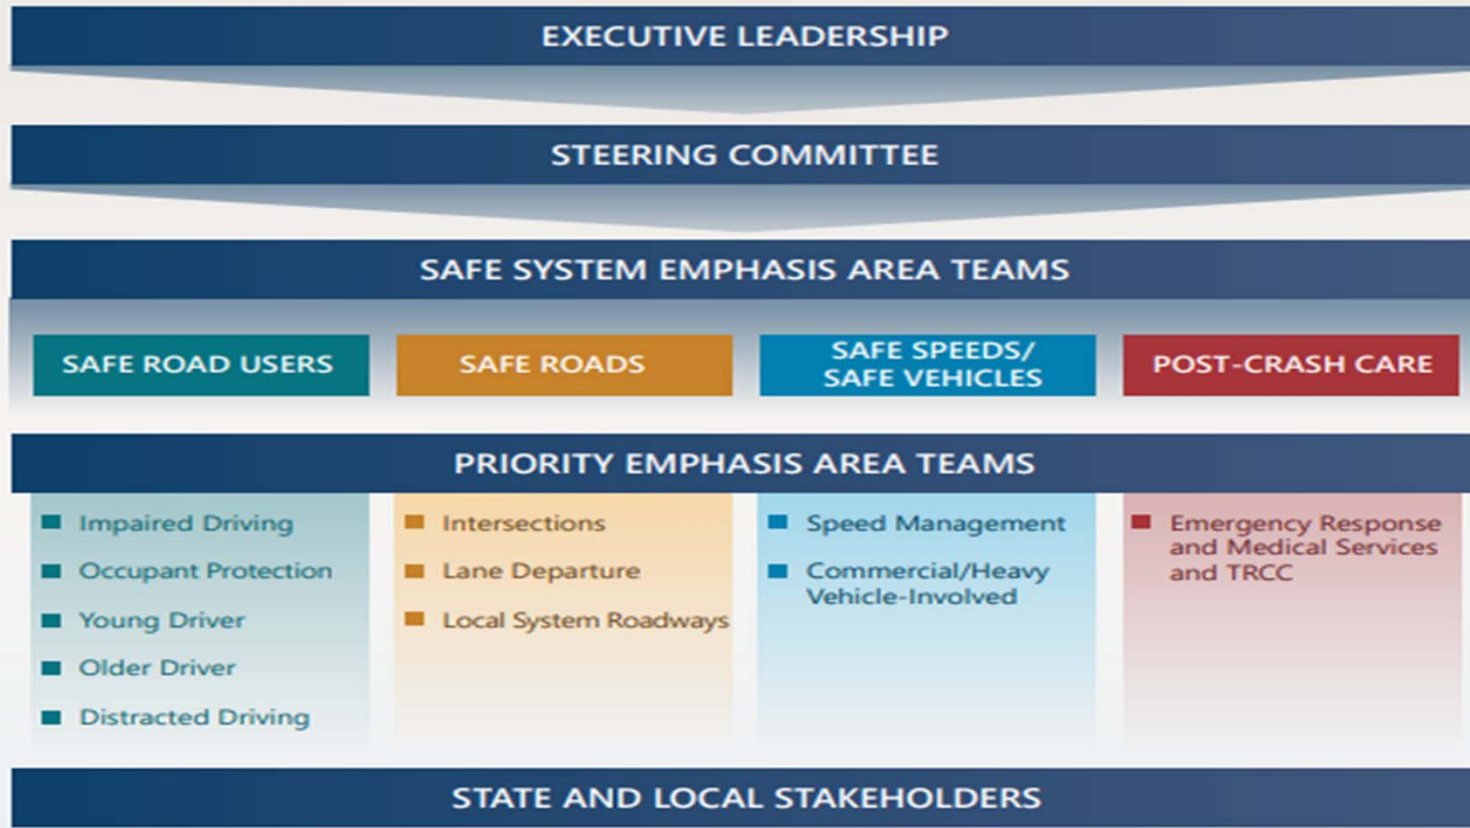 EXECUTIVE LEADERSHIP
STEERING COMMITTEE
SAFE SYSTEM EMPHASIS AREA TEAMS
SAFE ROAD USERS
SAFE ROADS
SAFE SPEEDS/
SAFE VEHICLES
POST-CRASH CARE
PRIORITY EMPHASIS AREA TEAMS
Impaired Driving
Occupant Protection
Young Driver
Older Driver
Distracted Driving
Intersections
Lane Departure
Local System Roadways
Speed Management
Commercial/Heavy
Vehicle-Involved
Emergency Response
and Medical Services
and TRCC
STATE AND LOCAL STAKEHOLDERS